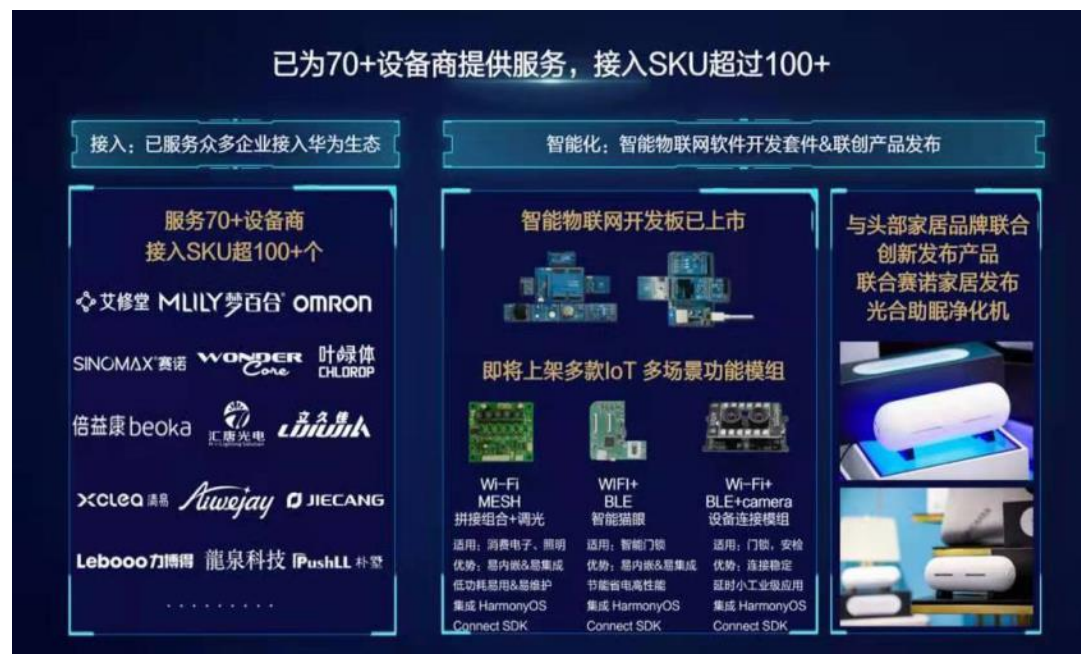 已为70+设备商提供服务，接入SKU超过100+
接入：已服务众多企业接入华为生态
服务70+设备商
接入SKU超100+个
艾修堂 MLILY梦百合 OMRON
SINOMAX赛诺 WONDER Core 叶绿体 CHLOROP
倍益康 beoka 汇唐光电 立久佳
XCLEA 清易 Aiwejay JIECANG
Lebooo力博得 龍泉科技 PushLL 朴墅
. . . . . . . . .
智能化：智能物联网软件开发套件&联创产品发布
智能物联网开发板已上市
即将上架多款IoT 多场景功能模组
Wi-Fi
MESH
拼接组合+调光
适用：消费电子、照明
优势：易内嵌&易集成
低功耗易用&易维护
集成 HarmonyOS
Connect SDK
WIFI+
BLE
智能猫眼
适用：智能门锁
优势：易内嵌&易集成
节能省电高性能
集成 HarmonyOS
Connect SDK
Wi-Fi+
BLE+camera
设备连接模组
适用：门锁，安检
优势：连接稳定
延时小工业级应用
集成 HarmonyOS
Connect SDK
与头部家居品牌联合
创新发布产品
联合赛诺家居发布
光合助眠净化机